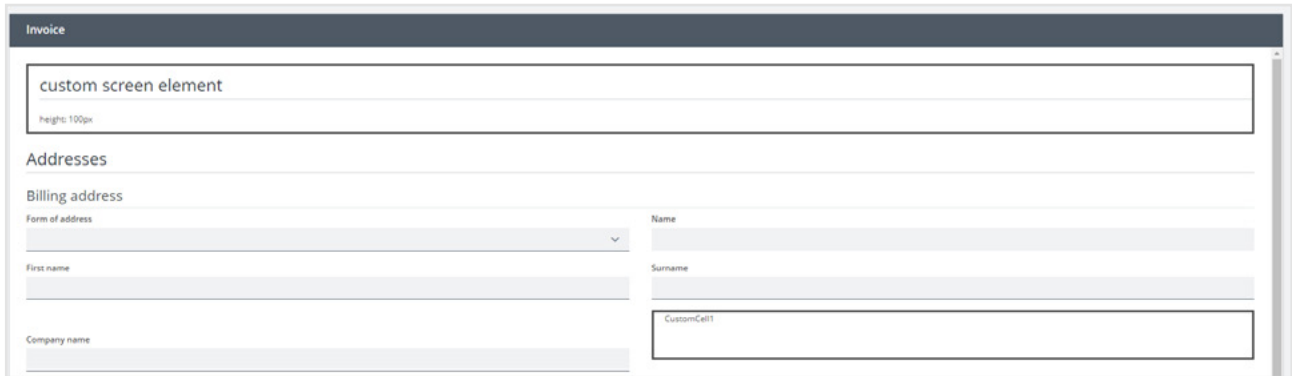 Invoice
custom screen element
height: 100px
Addresses
Billing address
Form of address
Name
First name
Surname
CustomCell1
Company name